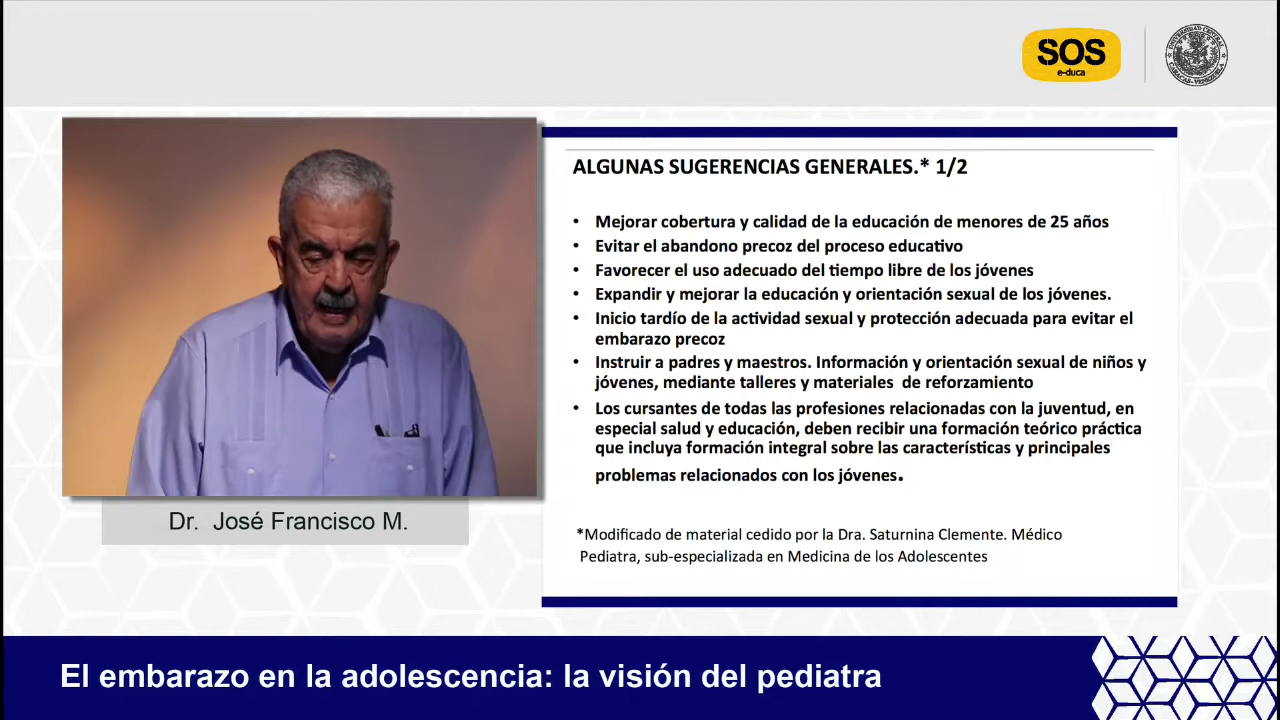 SOS
e-duca
UNIVERSIDAD CENTRAL
CARACAS-VENEZUELA
ALGUNAS SUGERENCIAS GENERALES.* 1/2
• Mejorar cobertura y calidad de la educación de menores de 25 años
• Evitar el abandono precoz del proceso educativo
• Favorecer el uso adecuado del tiempo libre de los jóvenes
• Expandir y mejorar la educación y orientación sexual de los jóvenes.
• Inicio tardío de la actividad sexual y protección adecuada para evitar el
embarazo precoz
• Instruir a padres y maestros. Información y orientación sexual de niños y
jóvenes, mediante talleres y materiales de reforzamiento
• Los cursantes de todas las profesiones relacionadas con la juventud, en
especial salud y educación, deben recibir una formación teórico práctica
que incluya formación integral sobre las características y principales
problemas relacionados con los jóvenes.
*Modificado de material cedido por la Dra. Saturnina Clemente. Médico
Pediatra, sub-especializada en Medicina de los Adolescentes
Dr. José Francisco M.
El embarazo en la adolescencia: la visión del pediatra